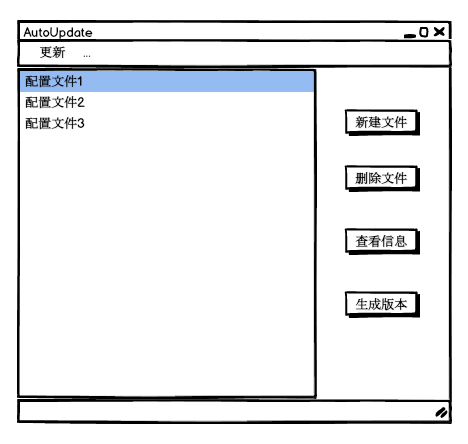 AutoUpdate
更新 ...
配置文件1
配置文件2
配置文件3
新建文件
删除文件
查看信息
生成版本